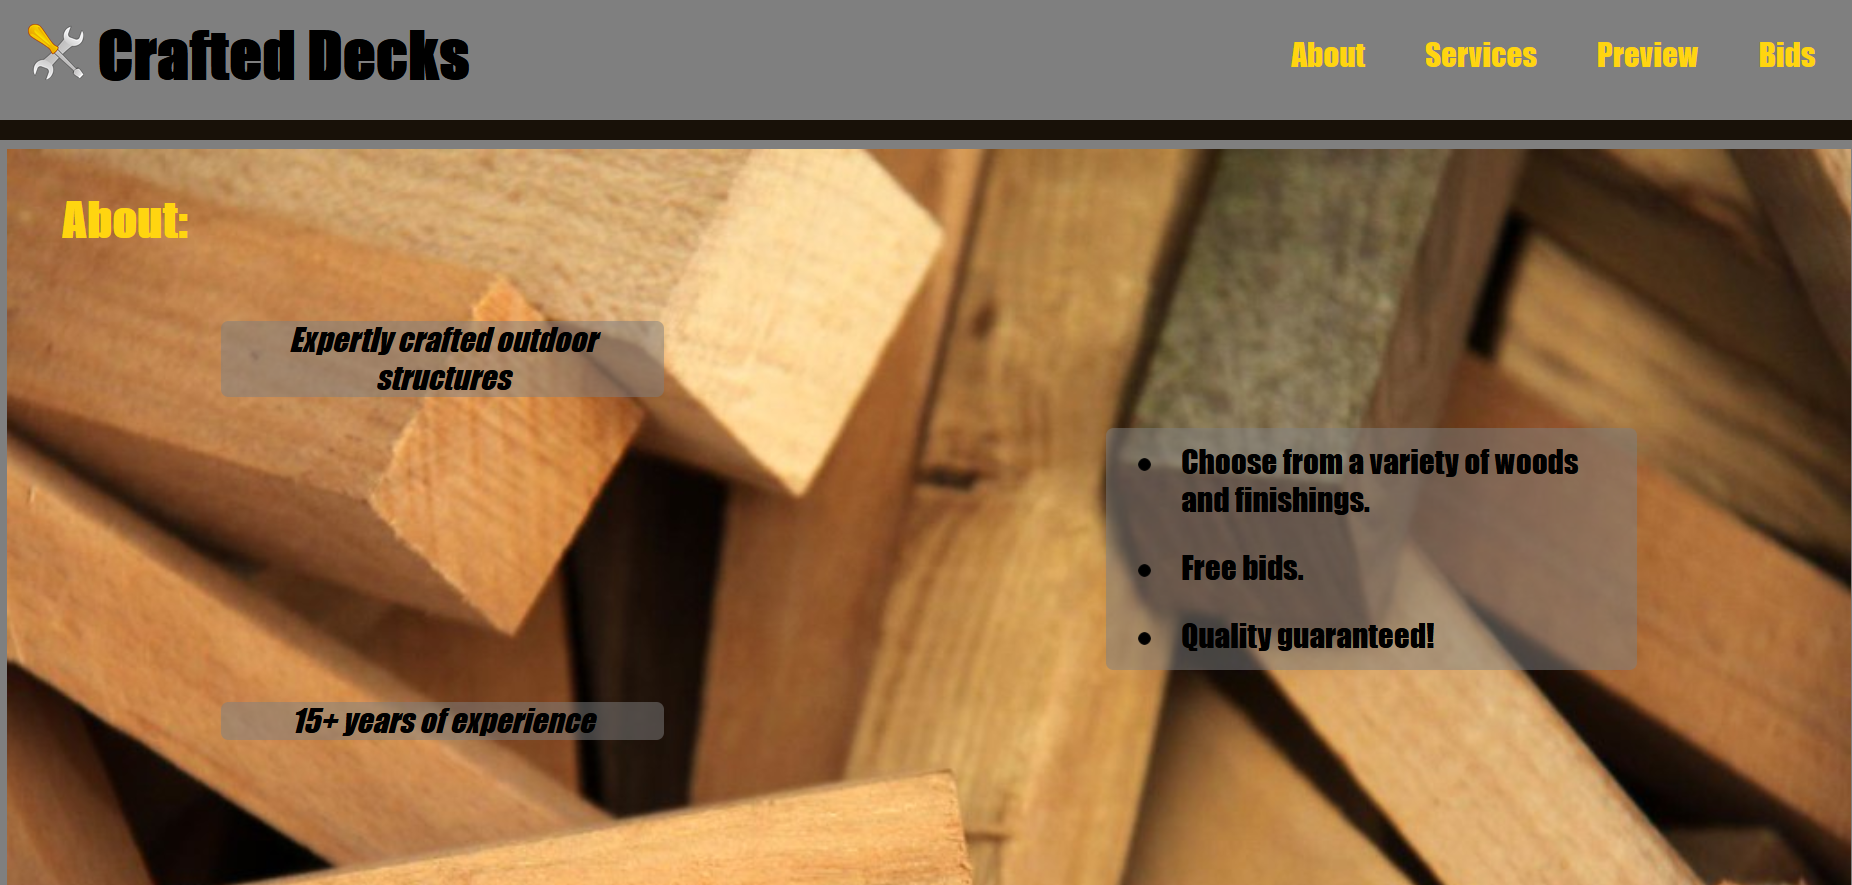 Crafted Decks
About Services Preview Bids
About:
Expertly crafted outdoor
structures
15+ years of experience
• Choose from a variety of woods
and finishings.
• Free bids.
• Quality guaranteed!